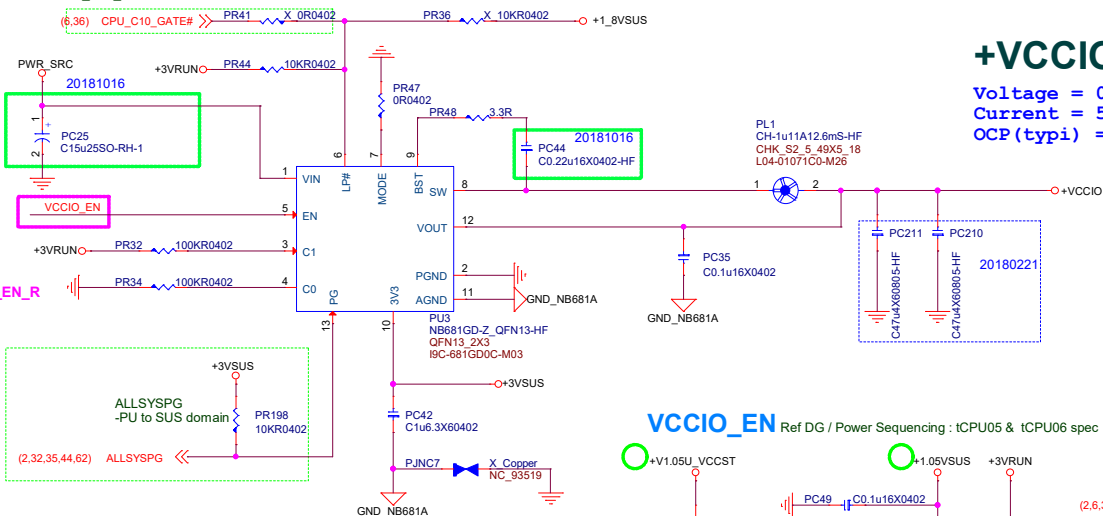 (6,36) CPU_C10_GATE# PR41 X_0R0402 PR36 X_10KR0402 +1_8VSUS
+3VRUN PR44 10KR0402
PWR_SRC
20181016
1
+
PC25
C15u25SO-RH-1
2
PR47
0R0402
PR48 3.3R
20181016
PC44
C0.22u16X0402-HF
PL1
CH-1u11A12.6mS-HF
CHK_S2_5_49X5_18
L04-01071C0-M26
+VCCIO
Voltage = 0
Current = 5
OCP(typi) =
6 7 9
1 VIN LP# MODE BST SW 8 1 2 +VCCIO
VCCIO_EN 5 EN
VOUT 12
+3VRUN PR32 100KR0402 3 C1
PR34 100KR0402 4 C0
EN_R
PGND 2
AGND 11 GND_NB681A
PG 3V3
13 10
PU3
NB681GD-Z_QFN13-HF
QFN13_2X3
I9C-681GD0C-M03
PC35
C0.1u16X0402
GND_NB681A
PC211 PC210
C47u4X60805-HF C47u4X60805-HF
20180221
+3VSUS
ALLSYSPG
-PU to SUS domain
PR198
10KR0402
(2,32,35,44,62) ALLSYSPG
+3VSUS
PC42
C1u6.3X60402
PJNC7 X_Copper
NC_93519
GND_NB681A
VCCIO_EN Ref DG / Power Sequencing : tCPU05 & tCPU06 spec
+V1.05U_VCCST +1.05VSUS +3VRUN
PC49 C0.1u16X0402